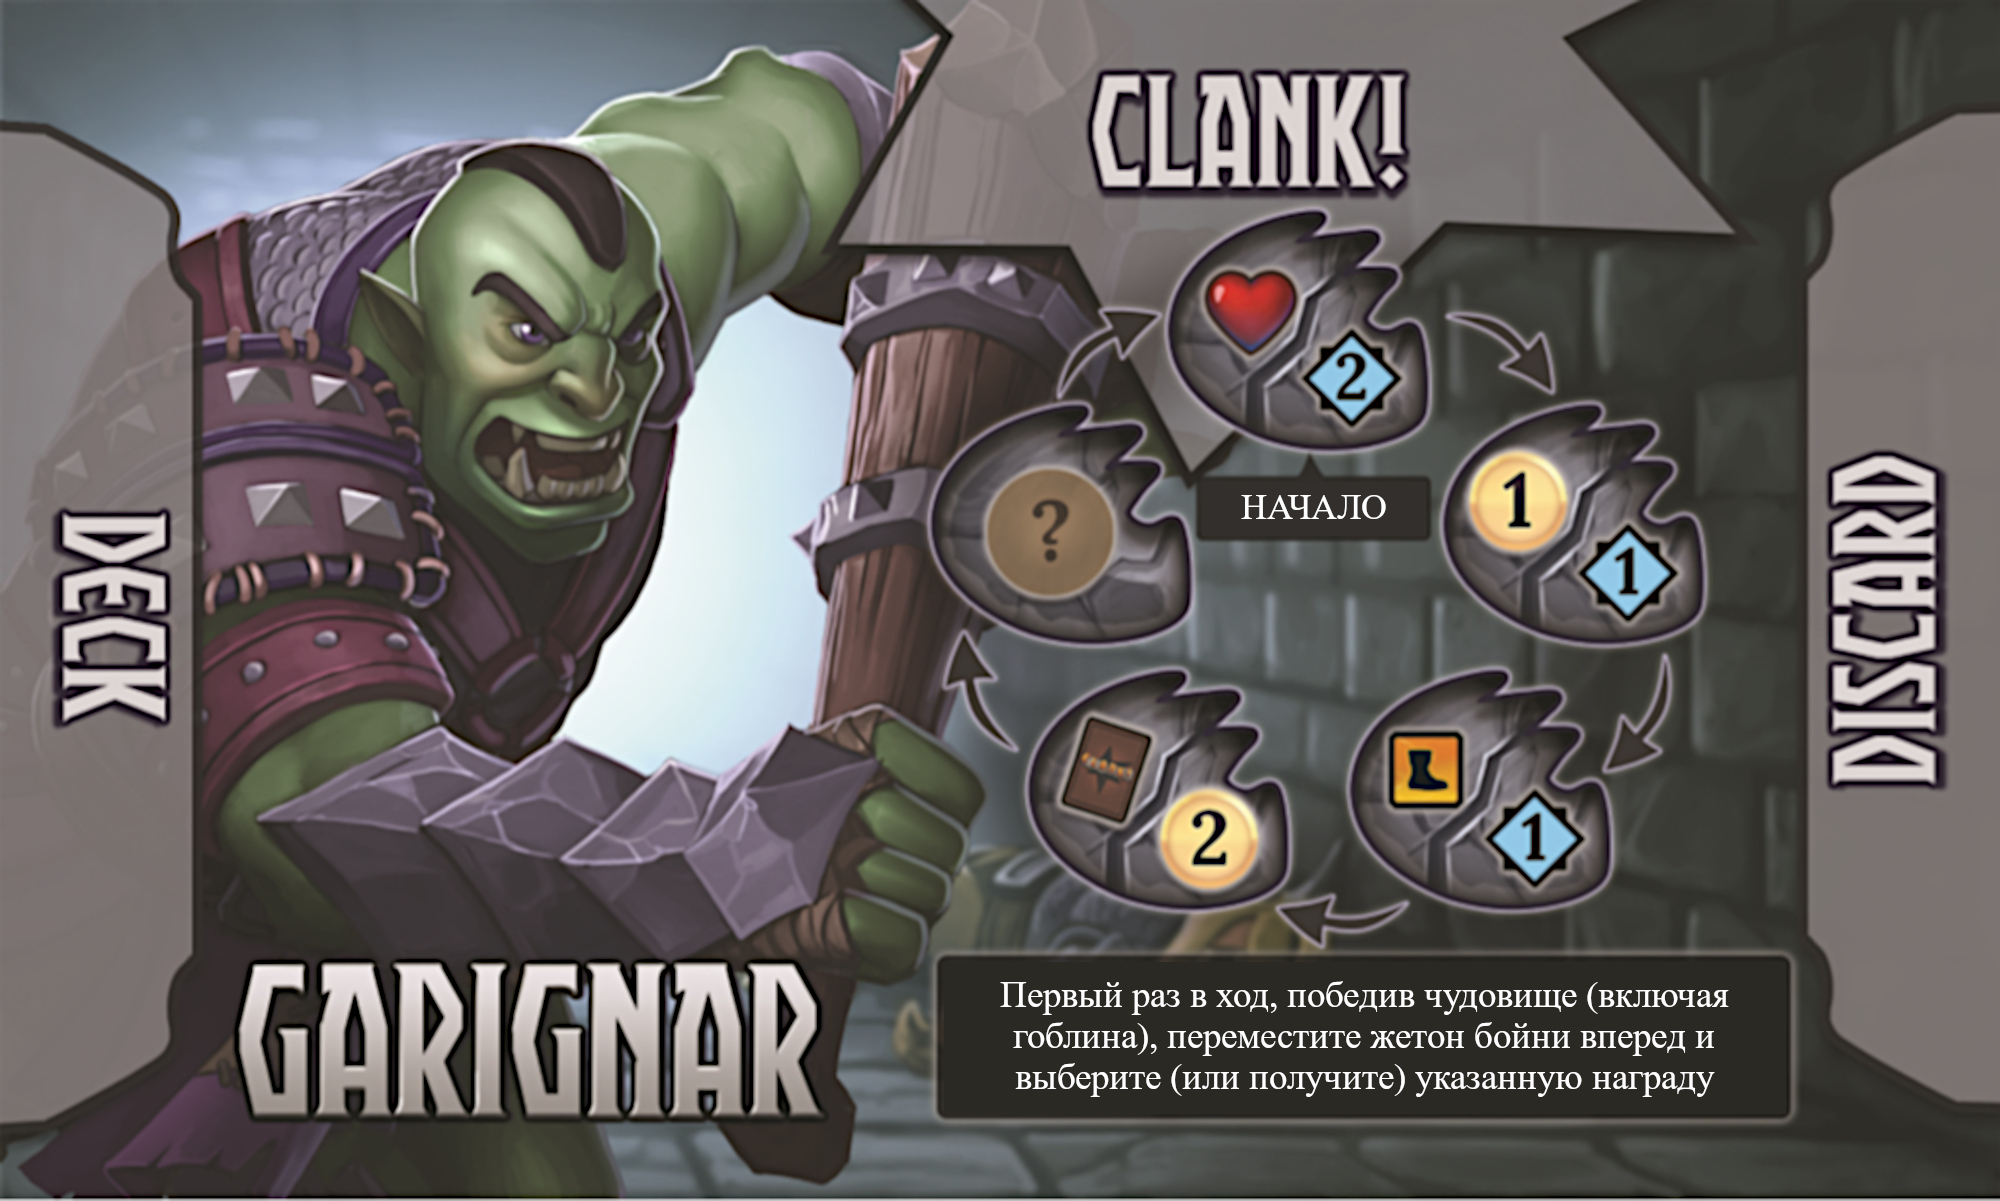 CLANK!
2
?
НАЧАЛО
1
1
DECK
DISCARD
2
1
GARIGNAR
Первый раз в ход, победив чудовище (включая
гоблина), переместите жетон бойни вперед и
выберите (или получите) указанную награду